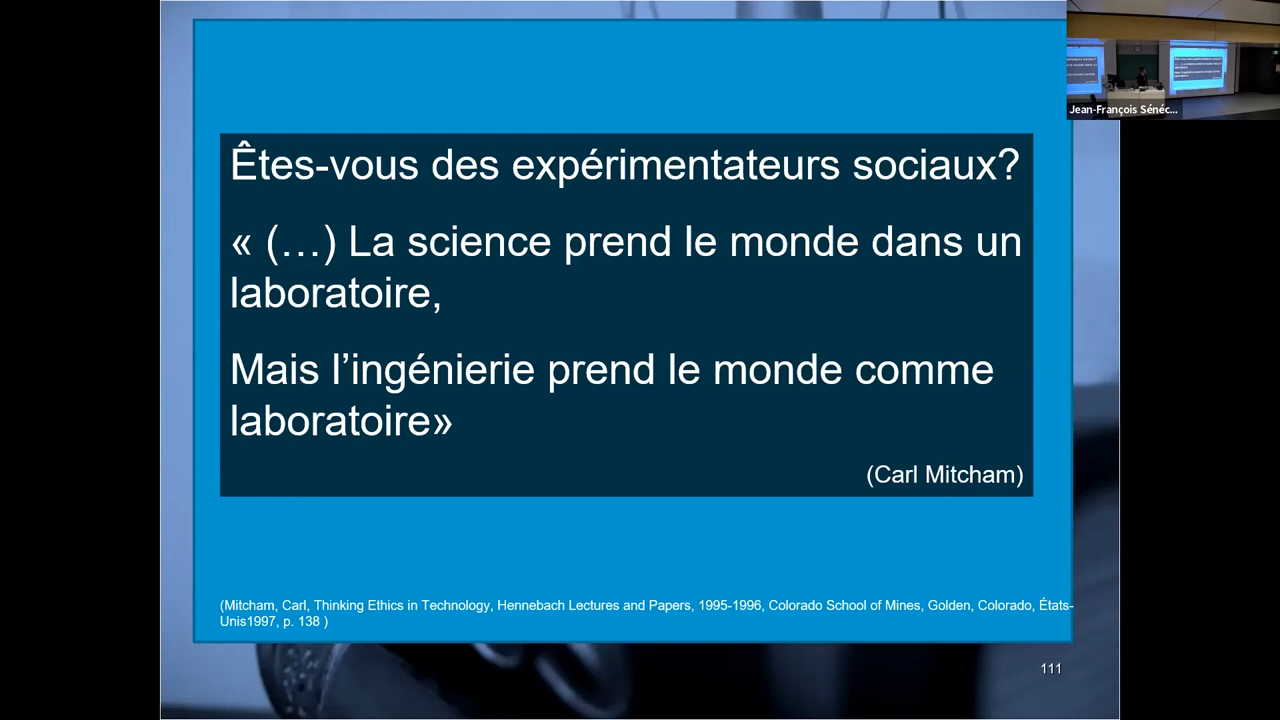 Êtes-vous des expérimentateurs sociaux?
« (…) La science prend le monde dans un
laboratoire,
Mais l’ingénierie prend le monde comme
laboratoire»
(Carl Mitcham)
(Mitcham, Carl, Thinking Ethics in Technology, Hennebach Lectures and Papers, 1995-1996, Colorado School of Mines, Golden, Colorado, États-
Unis1997, p. 138 )
111
Jean-François Sénéc...